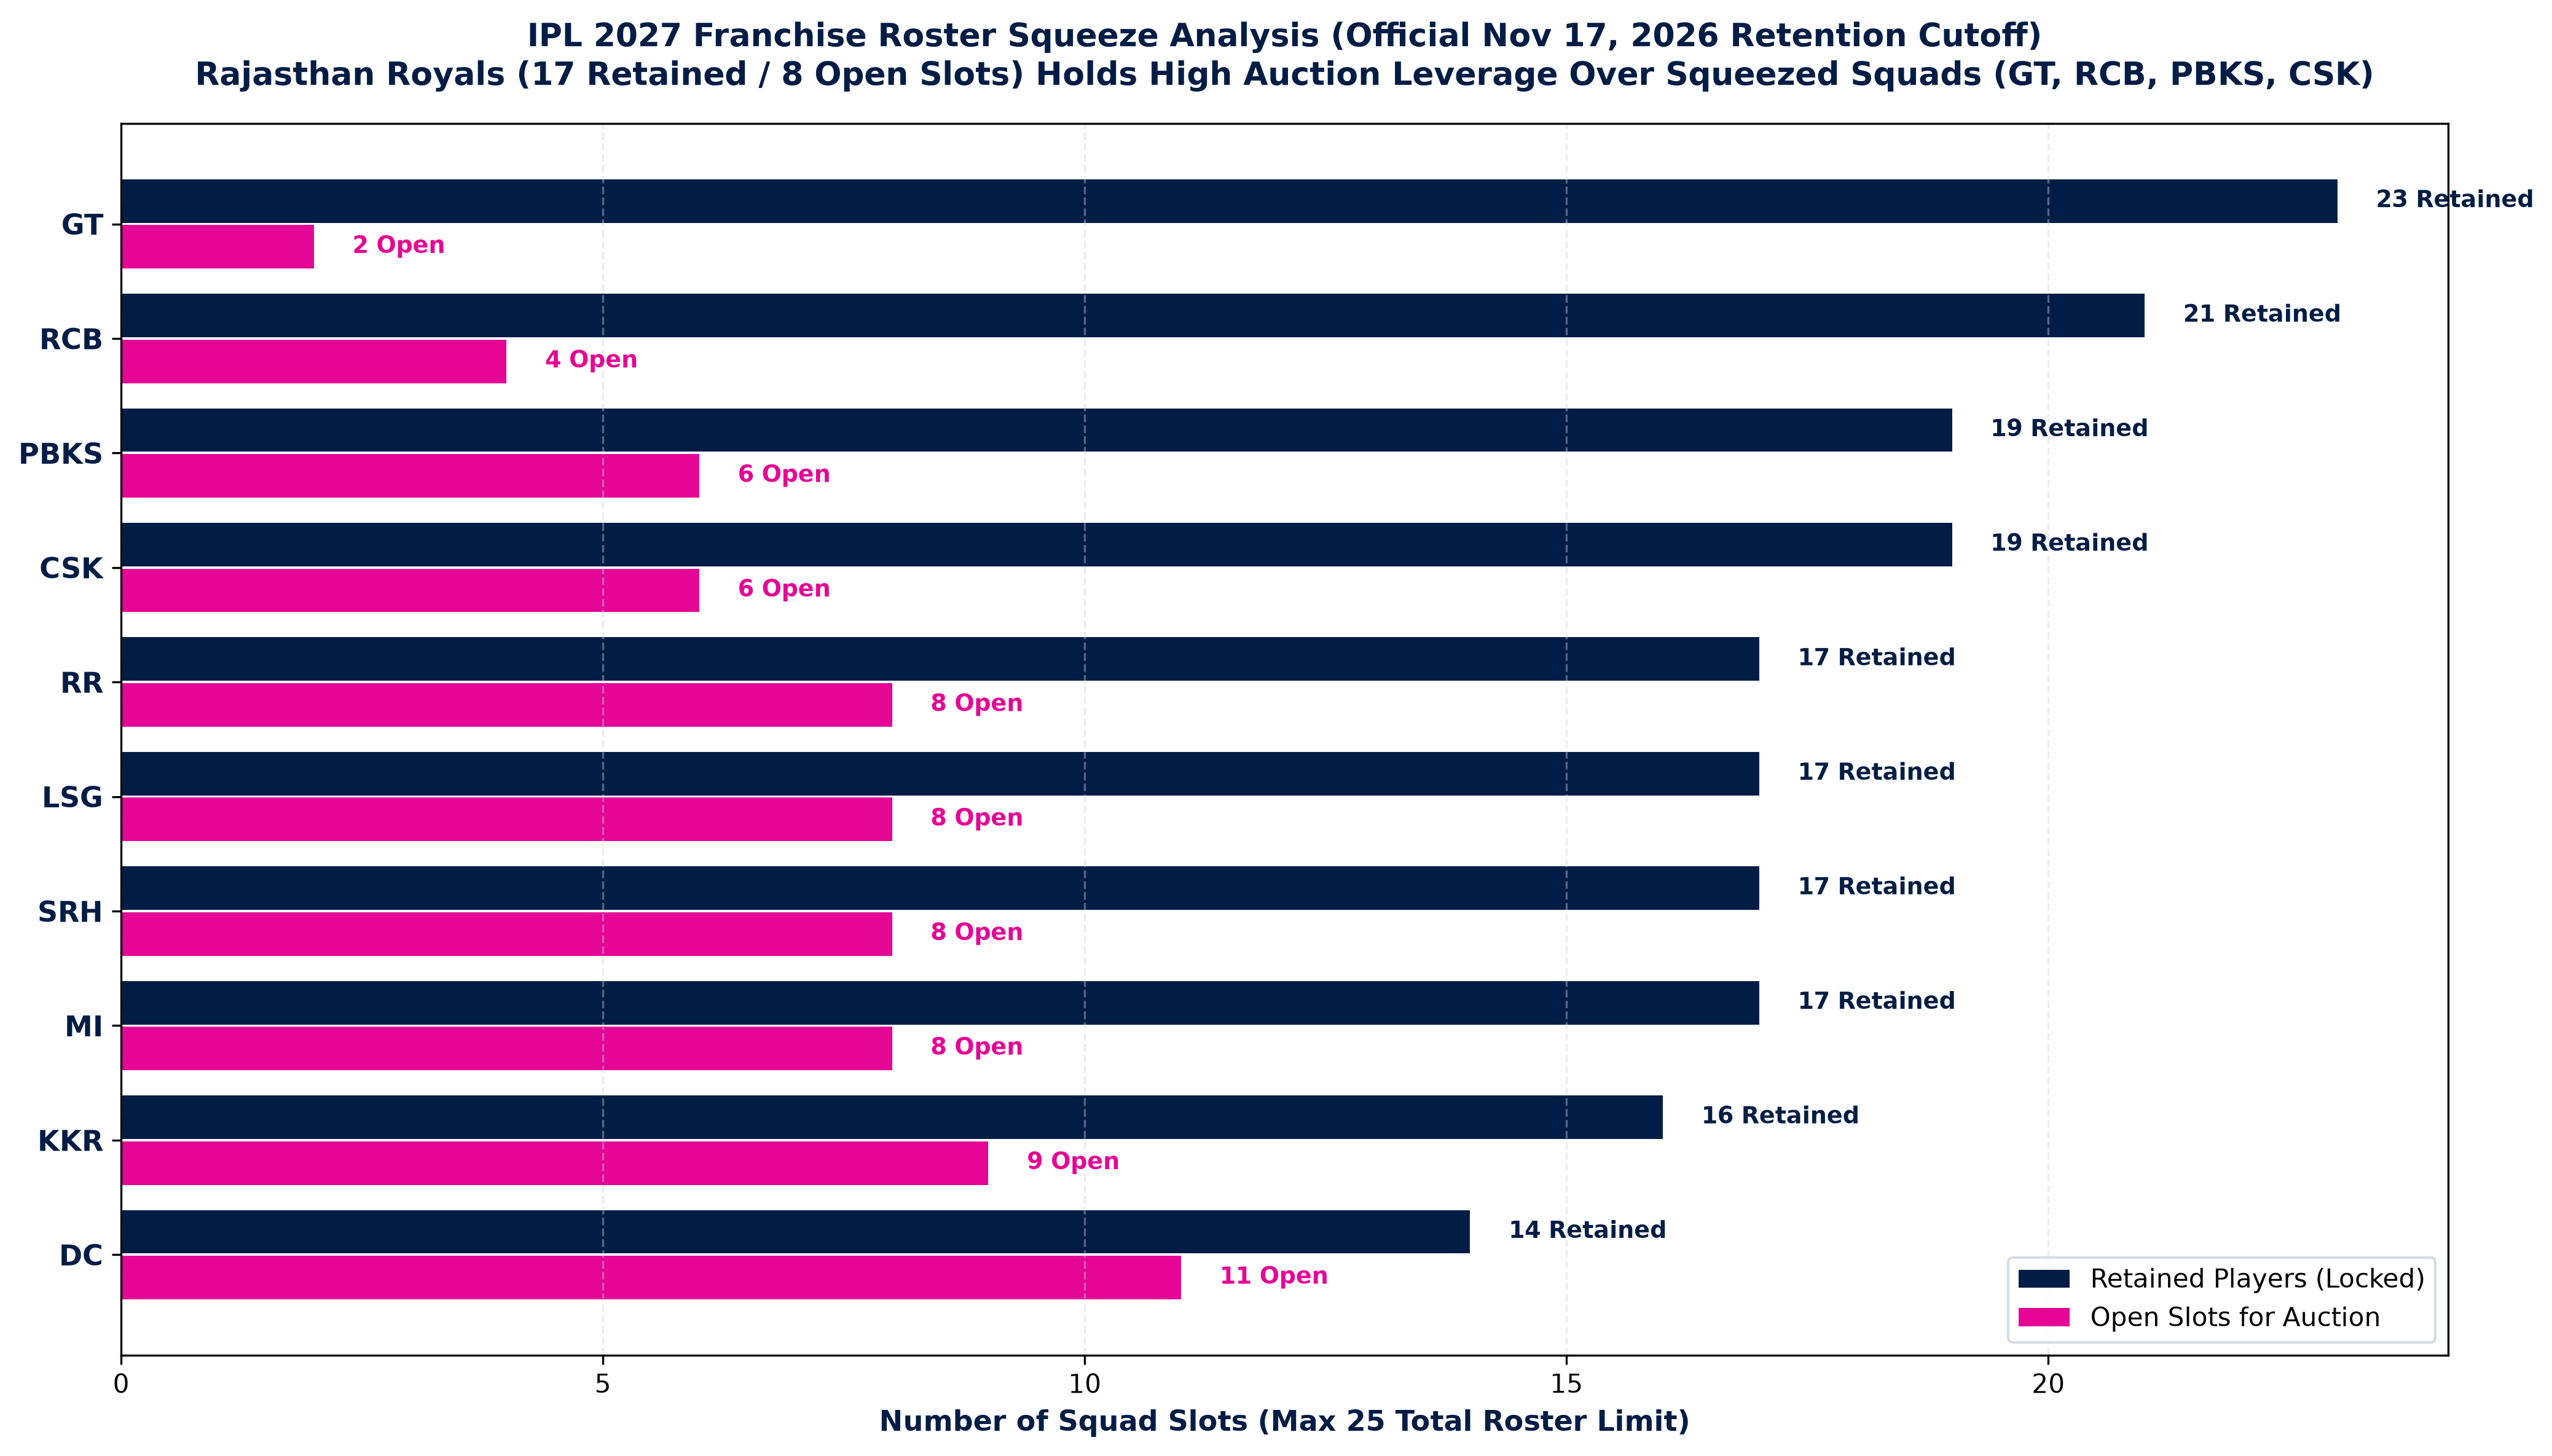 IPL 2027 Franchise Roster Squeeze Analysis (Official Nov 17, 2026 Retention Cutoff)
Rajasthan Royals (17 Retained / 8 Open Slots) Holds High Auction Leverage Over Squeezed Squads (GT, RCB, PBKS, CSK)
GT
23 Retained
2 Open
RCB
21 Retained
4 Open
PBKS
19 Retained
6 Open
CSK
19 Retained
6 Open
RR
17 Retained
8 Open
LSG
17 Retained
8 Open
SRH
17 Retained
8 Open
MI
17 Retained
8 Open
KKR
16 Retained
9 Open
DC
14 Retained
11 Open
Retained Players (Locked)
Open Slots for Auction
0 5 10 15 20
Number of Squad Slots (Max 25 Total Roster Limit)